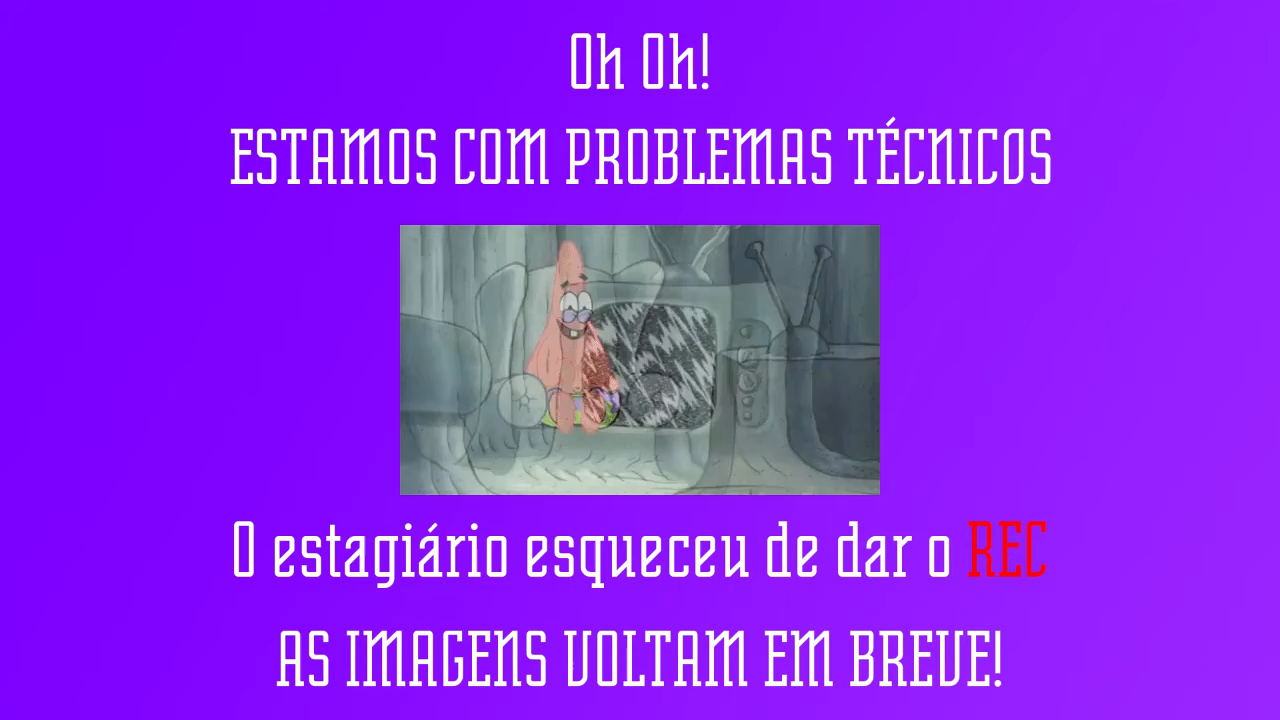 Oh Oh!
ESTAMOS COM PROBLEMAS TÉCNICOS
O estagiário esqueceu de dar o REC
AS IMAGENS VOLTAM EM BREVE!